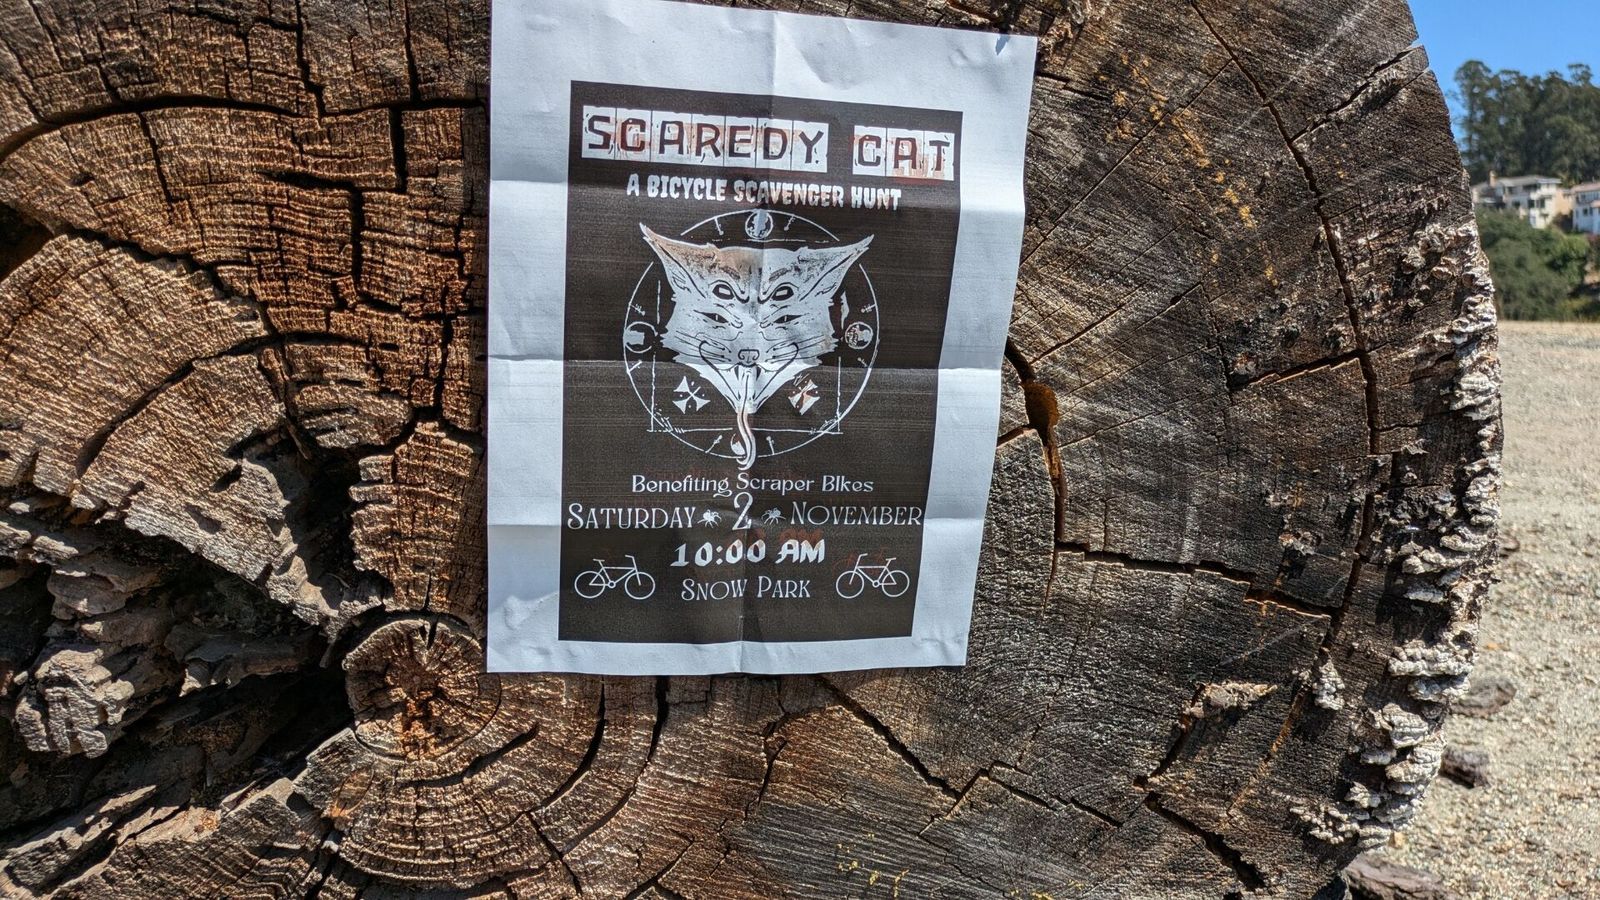 SCAREDY CAT
A BICYCLE SCAVENGER HUNT
Benefiting Scraper BIkes
SATURDAY 2 NOVEMBER
10:00 AM
SNOW PARK